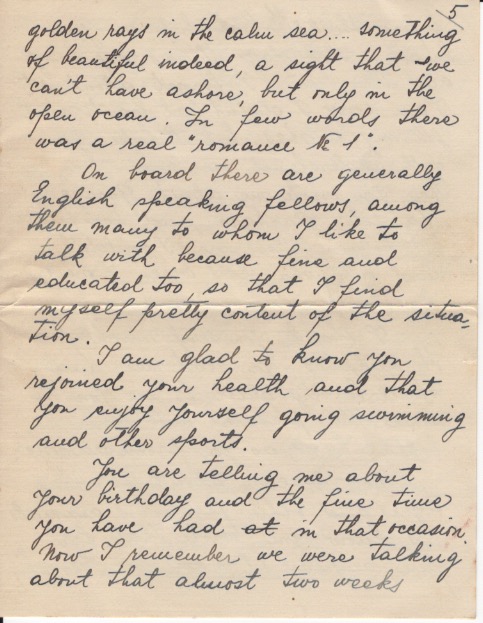 5
golden rays in the calm sea.... something
of beautiful indeed, a sight that we
can't have ashore, but only in the
open ocean. In few words there
was a real "romance № 1".
On board there are generally
English speaking fellows, among
them many to whom I like to
talk with because fine and
educated too, so that I find
myself pretty content of the situa=
tion.
I am glad to know you
rejoined your health and that
you enjoy yourself going swimming
and other sports.
You are telling me about
your birthday and the fine time
you have had at in that occasion.
Now I remember we were talking
about that almost two weeks